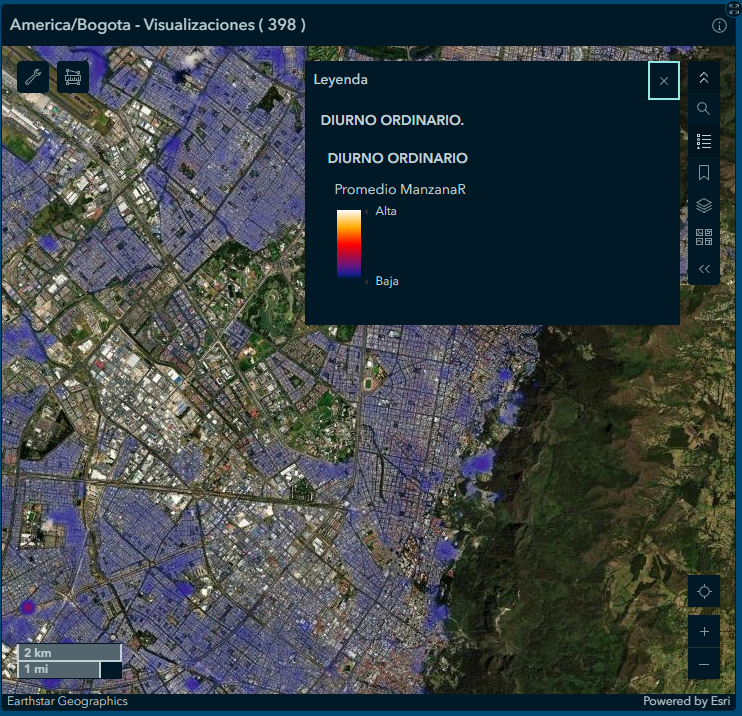 America/Bogota - Visualizaciones ( 398 )
Leyenda
DIURNO ORDINARIO.
DIURNO ORDINARIO
Promedio ManzanaR
Alta
Baja
2 km
1 mi
Earthstar Geographics
Powered by Esri